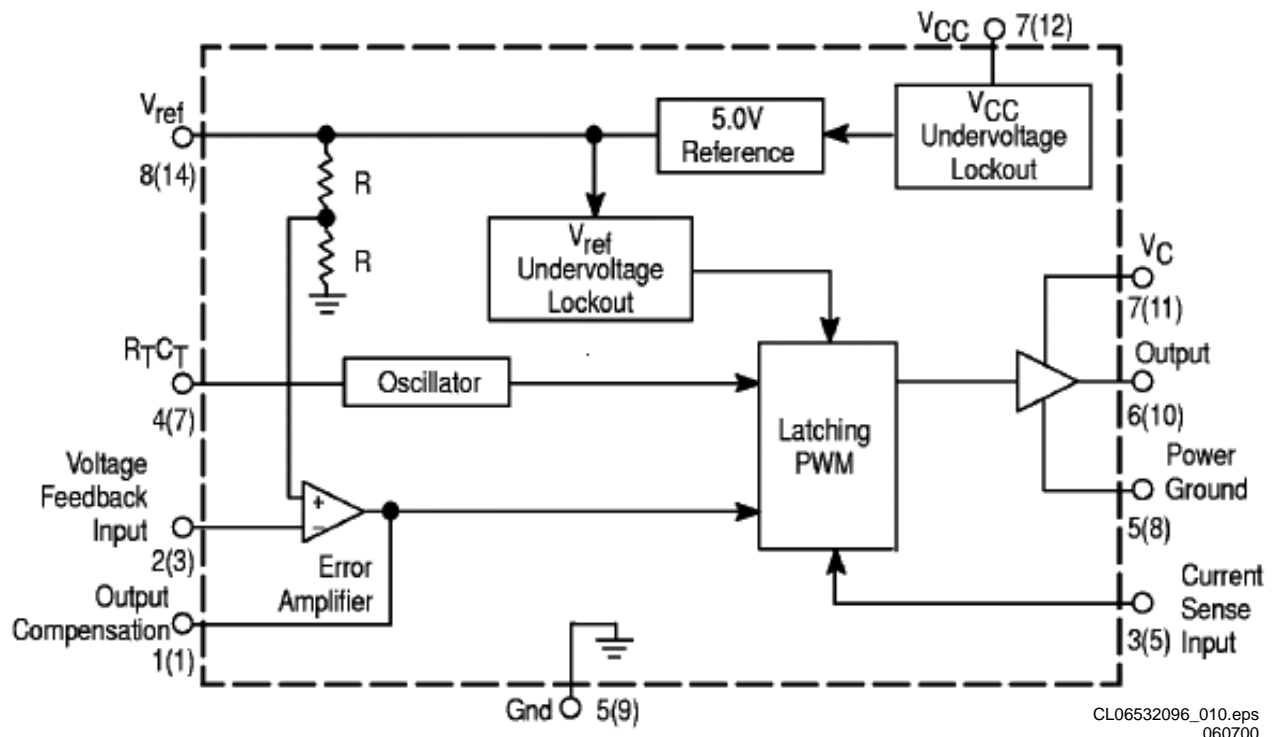 VCC 7(12)
Vref
8(14)
5.0V
Reference
VCC
Undervoltage
Lockout
R
R
Vref
Undervoltage
Lockout
VC
7(11)
RTCT
4(7)
Oscillator
Output
6(10)
Latching
PWM
Voltage
Feedback
Input
2(3)
+
−
Error
Amplifier
Power
Ground
5(8)
Output
Compensation
1(1)
Current
Sense
Input
3(5)
Gnd 5(9)
CL06532096_010.eps
060700